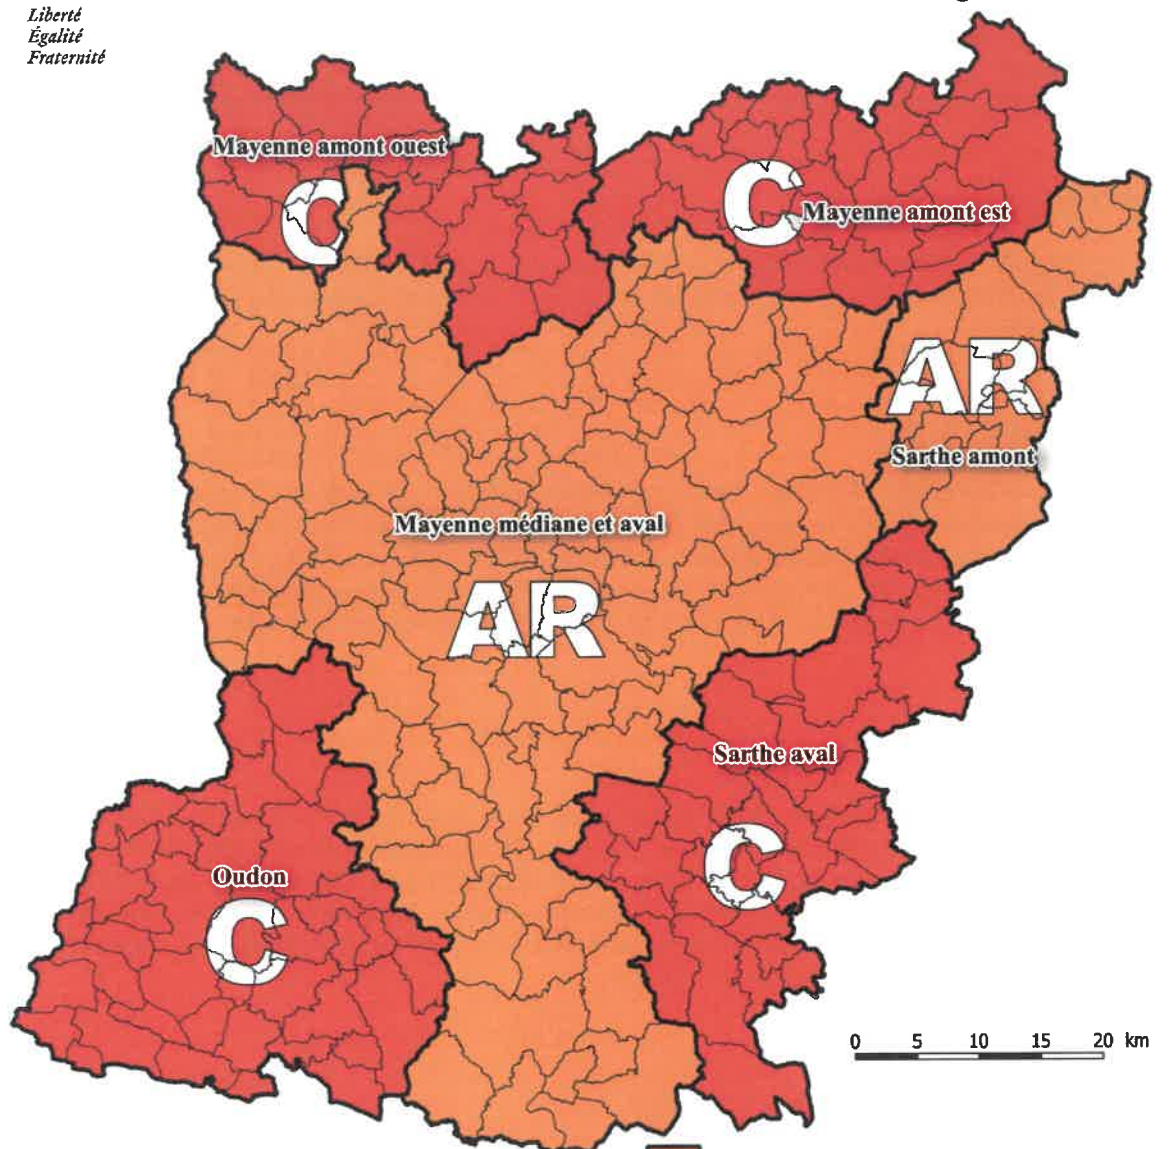 Liberté
Égalité
Fraternité
Mayenne amont ouest
C
C
Mayenne amont est
AR
Sarthe amont
Mayenne médiane et aval
AR
Sarthe aval
C
Oudon
C
0 5 10 15 20 km